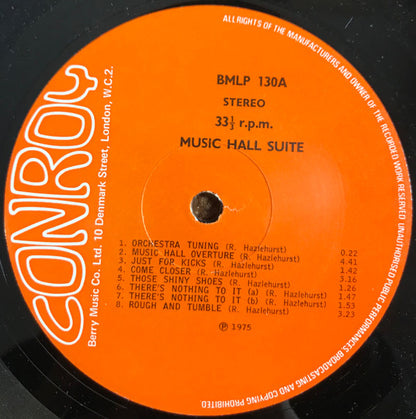 ALL RIGHTS OF THE MANUFACTURERS AND OWNER OF THE RECORDED WORK RESERVED UNAUTHORISED PUBLIC PERFORMANCES BROADCASTING AND COPYING PROHIBITED.
CONROY
Berry Music Co. Ltd. 10 Denmark Street, London, W.C.2.
BMLP 130A
STEREO
33⅓ r.p.m.
MUSIC HALL SUITE
1. ORCHESTRA TUNING (R. Hazlehurst) 0.22
2. MUSIC HALL OVERTURE (R. Hazlehurst) 4.41
3. JUST FOR KICKS (R. Hazlehurst) 1.42
4. COME CLOSER (R. Hazlehurst) 3.16
5. THOSE SHINY SHOES (R. Hazlehurst) 1.26
6. THERE'S NOTHING TO IT (a) (R. Hazlehurst) 1.47
7. THERE'S NOTHING TO IT (b) (R. Hazlehurst) 1.53
8. ROUGH AND TUMBLE (R. Hazlehurst) 3.23
℗ 1975